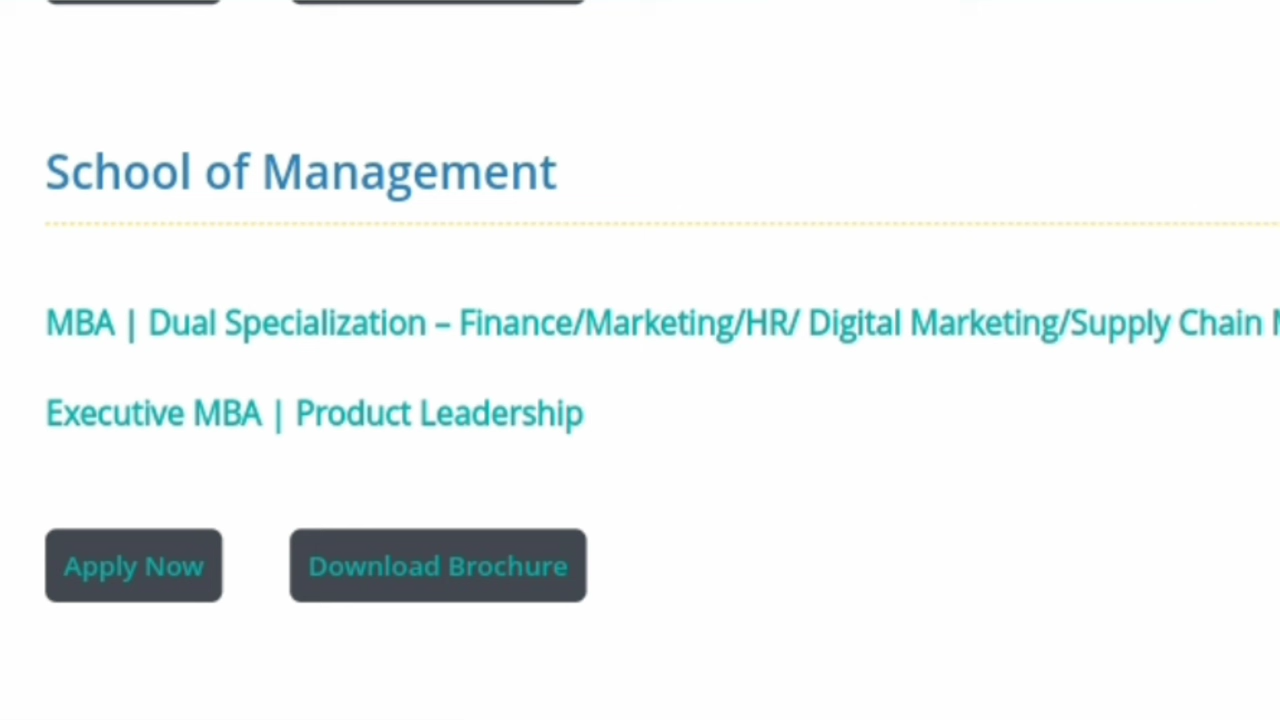 School of Management
MBA | Dual Specialization – Finance/Marketing/HR/ Digital Marketing/Supply Chain
Executive MBA | Product Leadership
Apply Now
Download Brochure